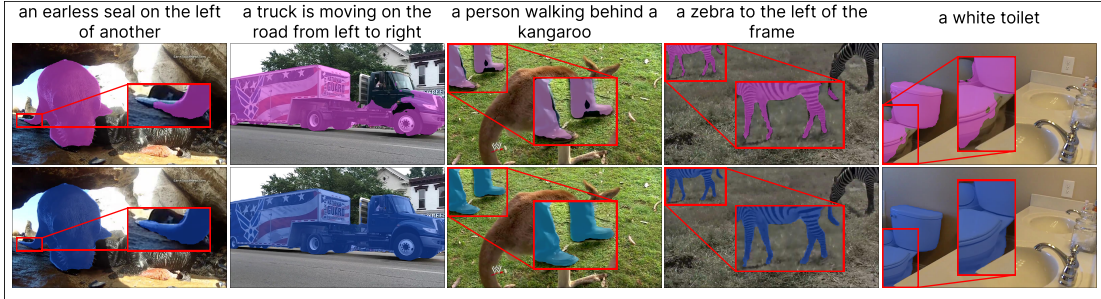 an earless seal on the left
of another
a truck is moving on the
road from left to right
a person walking behind a
kangaroo
a zebra to the left of the
frame
a white toilet